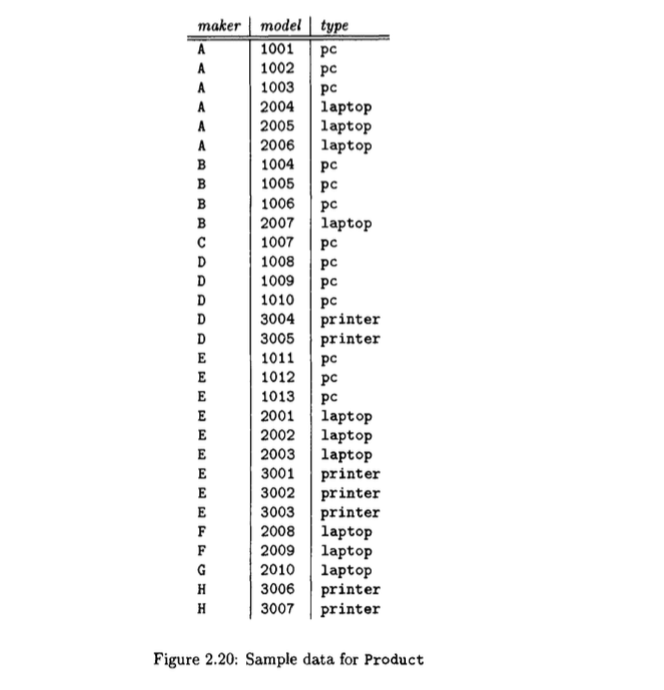 maker model type
A 1001 pc
A 1002 pc
A 1003 pc
A 2004 laptop
A 2005 laptop
A 2006 laptop
B 1004 pc
B 1005 pc
B 1006 pc
B 2007 laptop
C 1007 pc
D 1008 pc
D 1009 pc
D 1010 pc
D 3004 printer
D 3005 printer
E 1011 pc
E 1012 pc
E 1013 pc
E 2001 laptop
E 2002 laptop
E 2003 laptop
E 3001 printer
E 3002 printer
E 3003 printer
F 2008 laptop
F 2009 laptop
G 2010 laptop
H 3006 printer
H 3007 printer
Figure 2.20: Sample data for Product